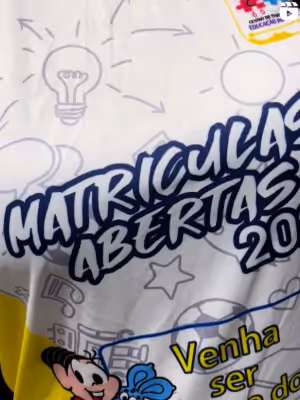 MATRICULAS
ABERTAS
20
Venha
ser